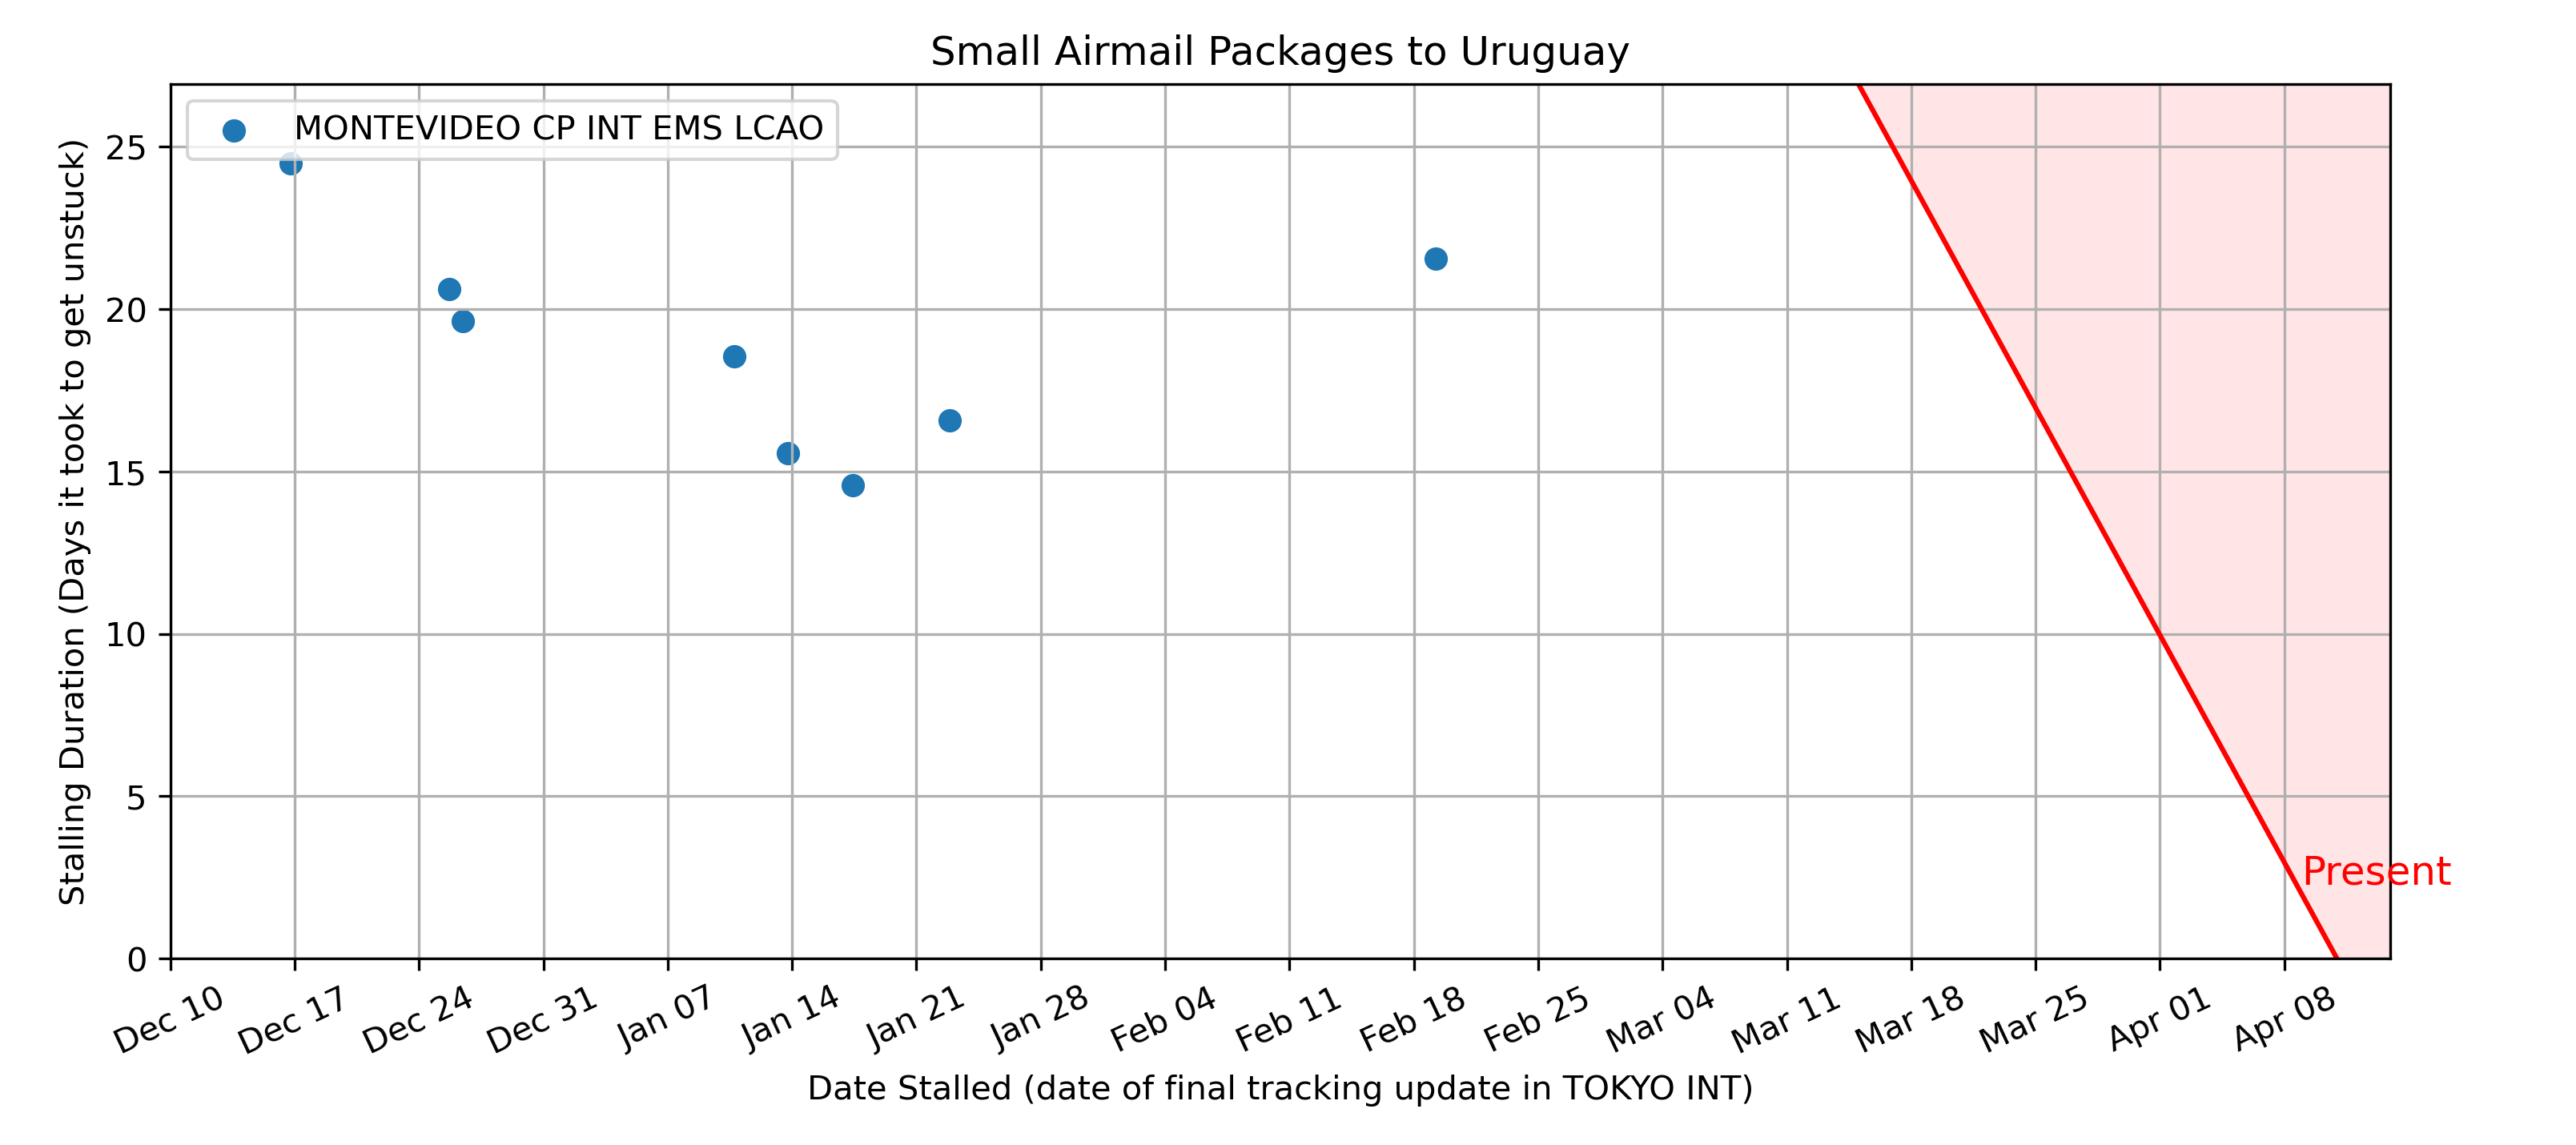 Small Airmail Packages to Uruguay
MONTEVIDEO CP INT EMS LCAO
Stalling Duration (Days it took to get unstuck)
25
20
15
10
5
0
Present
Dec 10
Dec 17
Dec 24
Dec 31
Jan 07
Jan 14
Jan 21
Jan 28
Feb 04
Feb 11
Feb 18
Feb 25
Mar 04
Mar 11
Mar 18
Mar 25
Apr 01
Apr 08
Date Stalled (date of final tracking update in TOKYO INT)